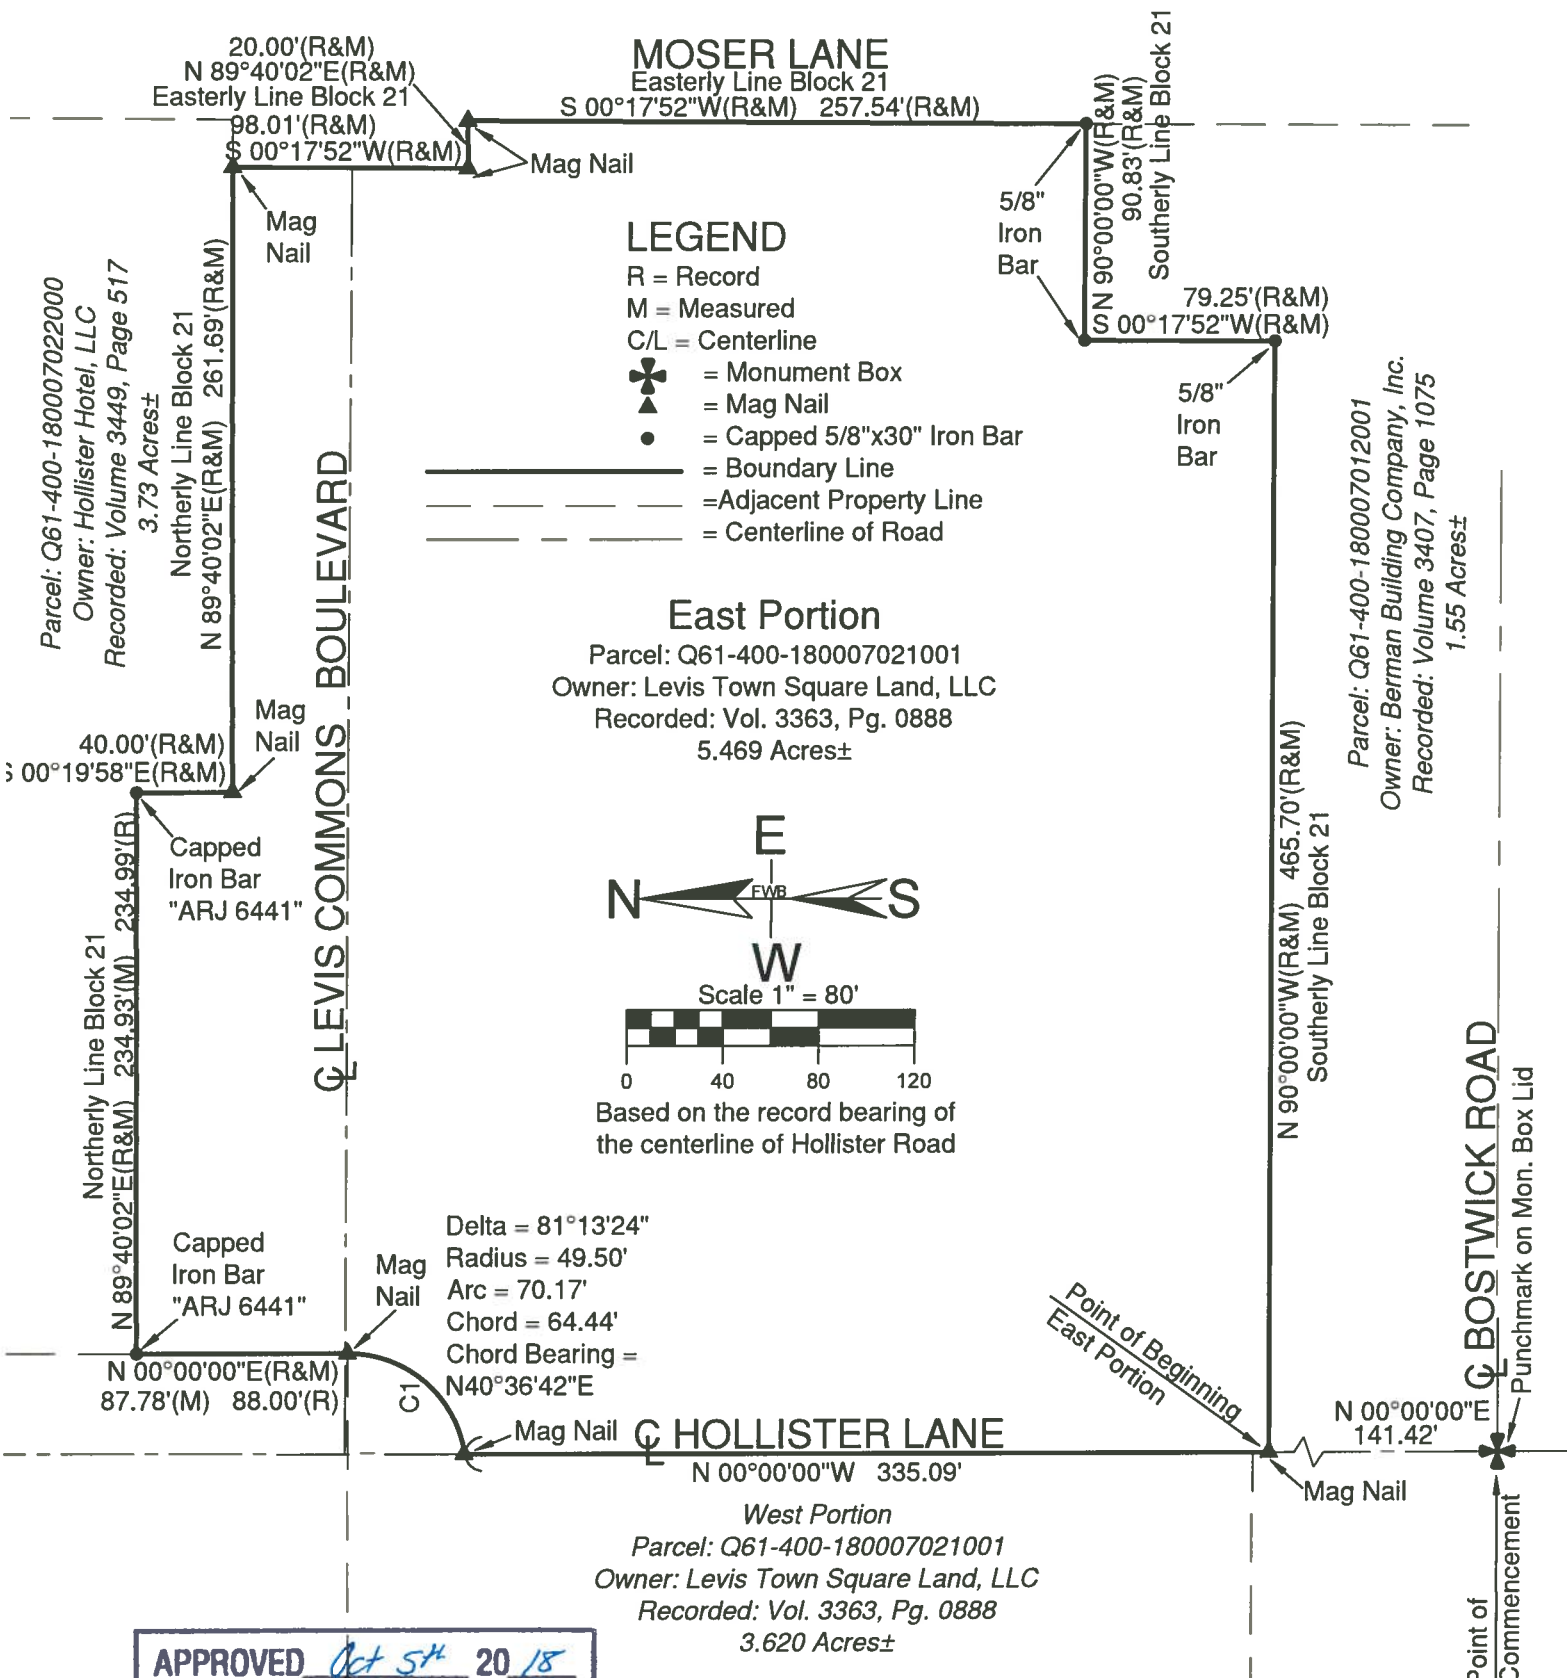 20.00'(R&M)
N 89°40'02"E(R&M)
Easterly Line Block 21
98.01'(R&M)
S 00°17'52"W(R&M)
MOSER LANE
Easterly Line Block 21
S 00°17'52"W(R&M) 257.54'(R&M)
Mag Nail
Mag
Nail
N 90°00'00"W(R&M)
90.83'(R&M)
Southerly Line Block 21
5/8"
Iron
Bar
79.25'(R&M)
S 00°17'52"W(R&M)
5/8"
Iron
Bar
LEGEND
R = Record
M = Measured
C/L = Centerline
= Monument Box
= Mag Nail
= Capped 5/8"x30" Iron Bar
= Boundary Line
=Adjacent Property Line
= Centerline of Road
Parcel: Q61-400-180007022000
Owner: Hollister Hotel, LLC
Recorded: Volume 3449, Page 517
3.73 Acres±
Northerly Line Block 21
N 89°40'02"E(R&M) 261.69'(R&M)
C/L LEVIS COMMONS BOULEVARD
East Portion
Parcel: Q61-400-180007021001
Owner: Levis Town Square Land, LLC
Recorded: Vol. 3363, Pg. 0888
5.469 Acres±
Parcel: Q61-400-180007012001
Owner: Berman Building Company, Inc.
Recorded: Volume 3407, Page 1075
1.55 Acres±
Mag
Nail
40.00'(R&M)
S 00°19'58"E(R&M)
Capped
Iron Bar
"ARJ 6441"
Northerly Line Block 21
N 89°40'02"E(R&M) 234.93'(M) 234.99'(R)
E
N FWB S
W
Scale 1" = 80'
0 40 80 120
Based on the record bearing of
the centerline of Hollister Road
N 90°00'00"W(R&M) 465.70'(R&M)
Southerly Line Block 21
C/L BOSTWICK ROAD
Punchmark on Mon. Box Lid
Capped
Iron Bar
"ARJ 6441"
Mag
Nail
Delta = 81°13'24"
Radius = 49.50'
Arc = 70.17'
Chord = 64.44'
Chord Bearing =
N40°36'42"E
C1
N 00°00'00"E(R&M)
87.78'(M) 88.00'(R)
Point of Beginning
East Portion
N 00°00'00"E
141.42'
Mag Nail
C/L HOLLISTER LANE
N 00°00'00"W 335.09'
Mag Nail
West Portion
Parcel: Q61-400-180007021001
Owner: Levis Town Square Land, LLC
Recorded: Vol. 3363, Pg. 0888
3.620 Acres±
Point of
Commencement
APPROVED Oct 5th 2018